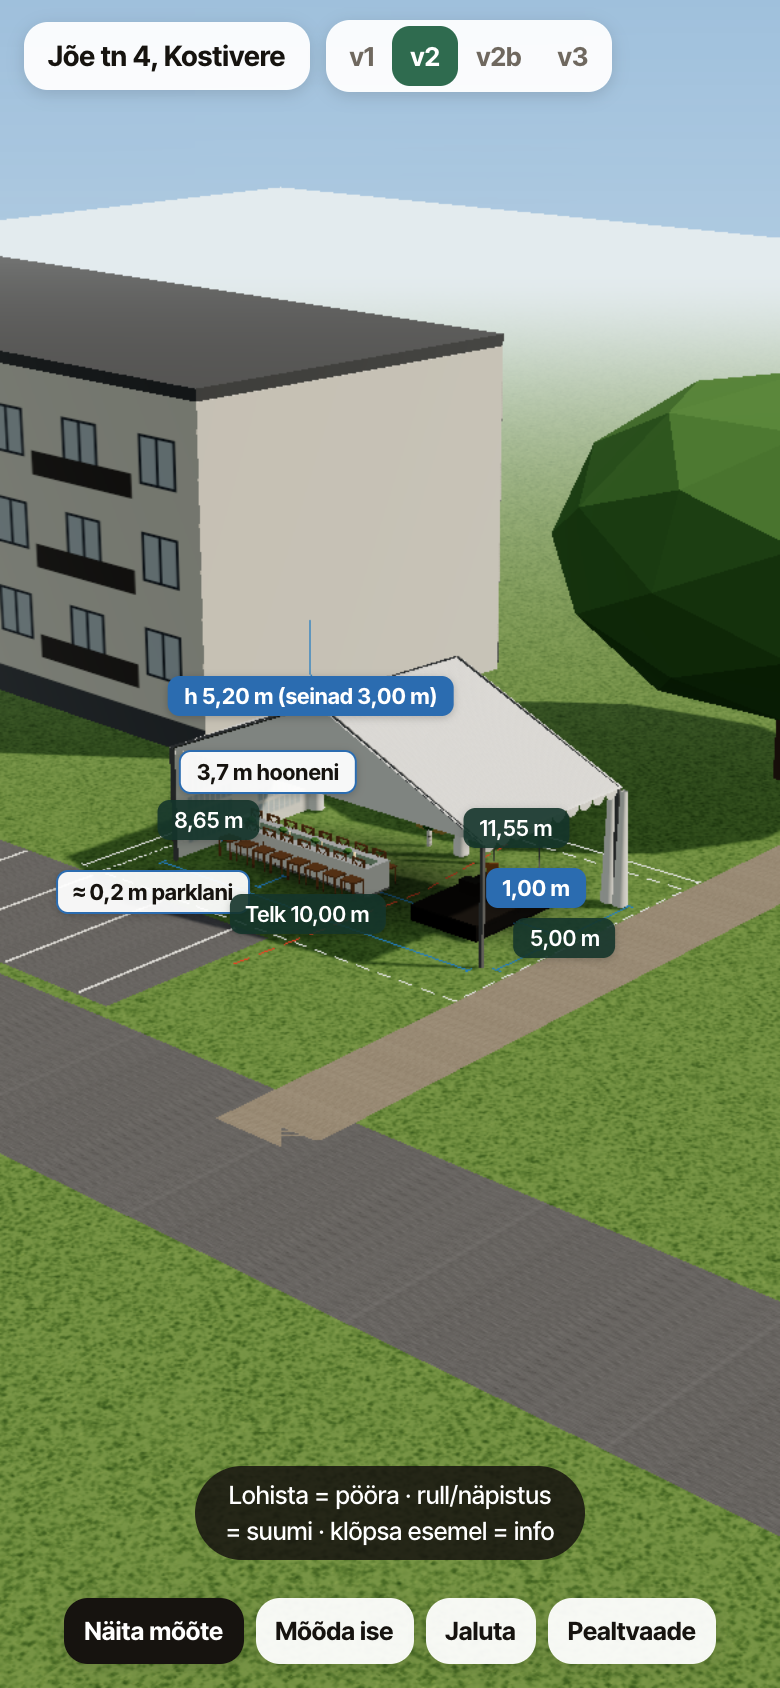 Jõe tn 4, Kostivere
v1 v2 v2b v3
h 5,20 m (seinad 3,00 m)
3,7 m hooneni
8,65 m
11,55 m
≈ 0,2 m parklani
1,00 m
Telk 10,00 m
5,00 m
Lohista = pööra · rull/näpistus
= suumi · klõpsa esemel = info
Näita mõõte
Mõõda ise
Jaluta
Pealtvaade